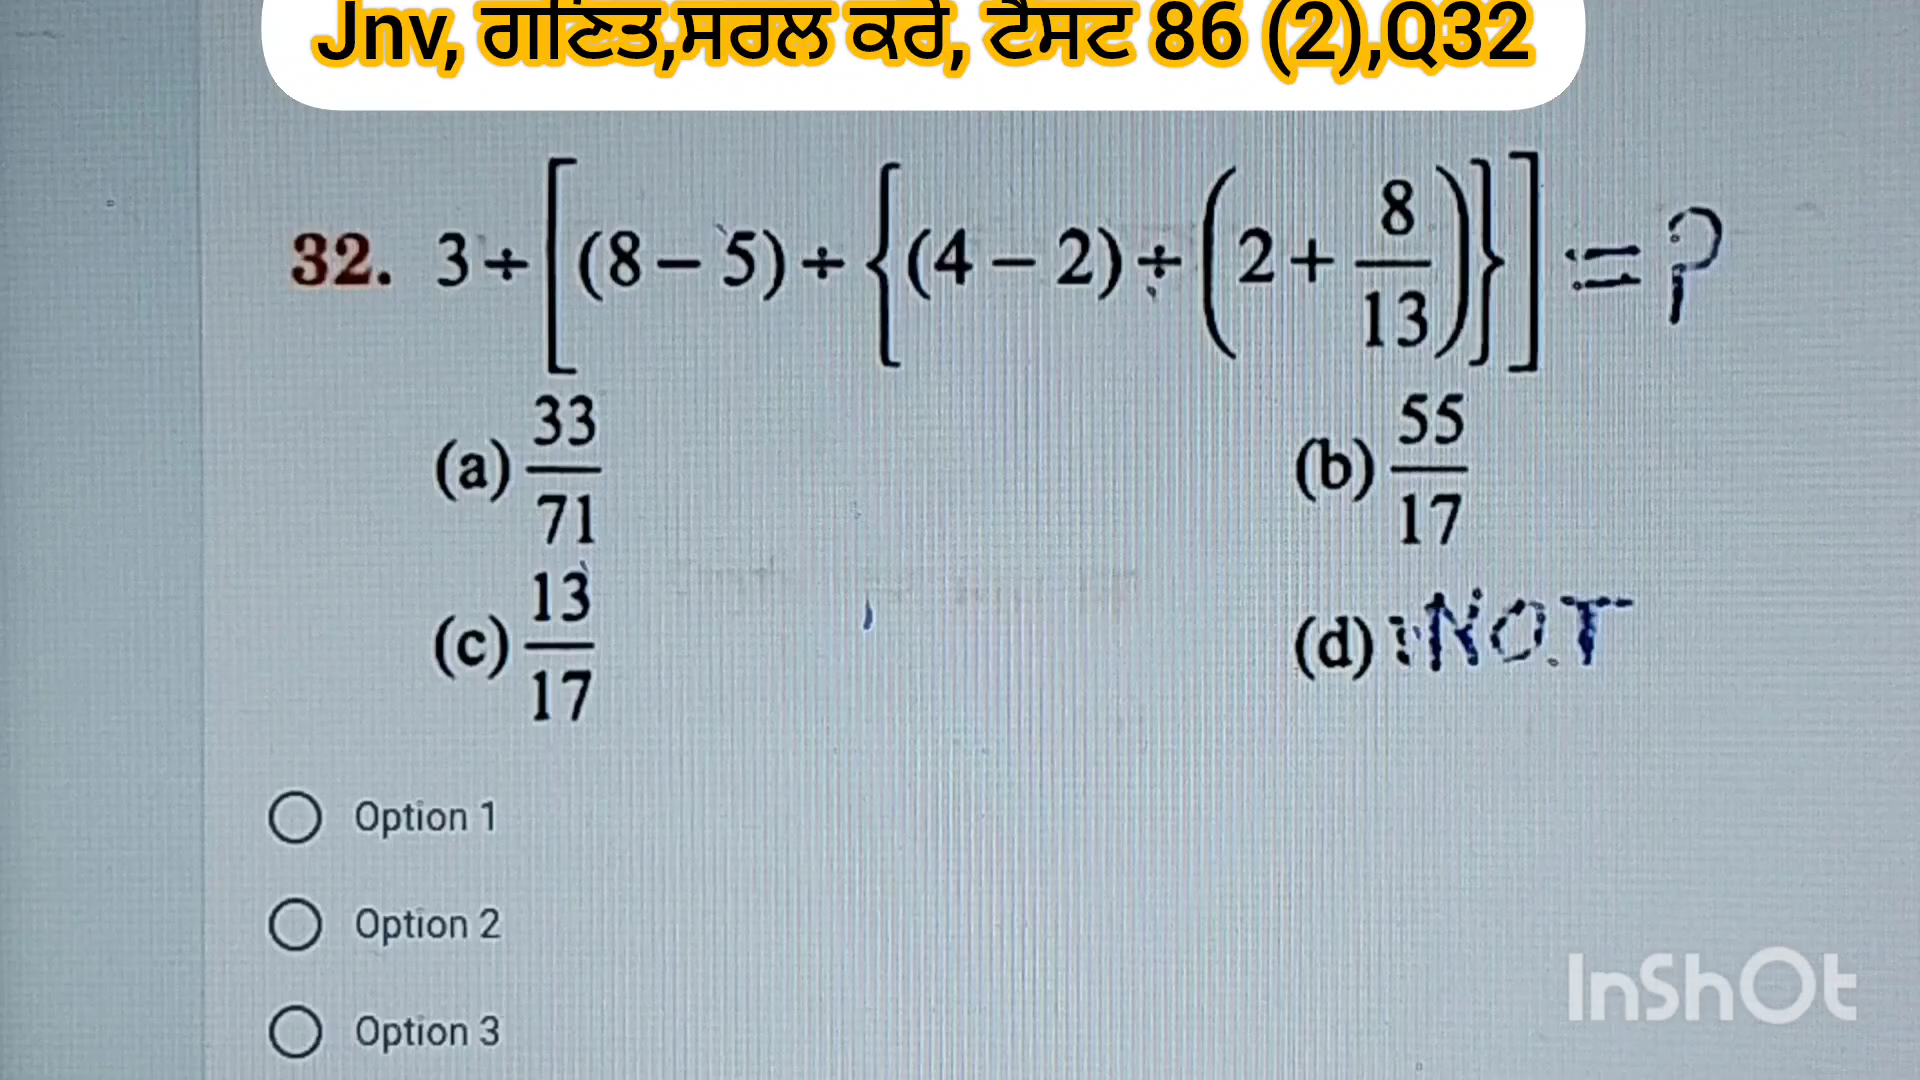 Jnv, ਗਣਿਤ,ਸਰਲ ਕਰੋ, ਟੈਸਟ 86 (2),Q32
32. 3 ÷ [(8 – 5) ÷ {(4 – 2) ÷ (2 + 8/13)}] = ?
(a) 33/71 (b) 55/17
(c) 13/17 (d) NOT
Option 1
Option 2
Option 3
InShOt